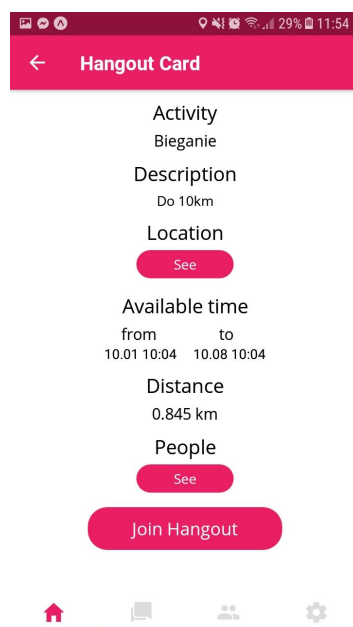 29% 11:54
Hangout Card
Activity
Bieganie
Description
Do 10km
Location
See
Available time
from to
10.01 10:04 10.08 10:04
Distance
0.845 km
People
See
Join Hangout